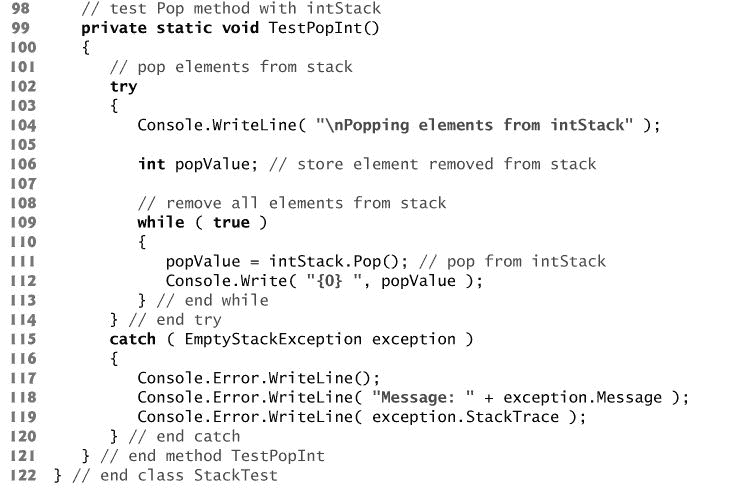 98 // test Pop method with intStack
99 private static void TestPopInt()
100 {
101 // pop elements from stack
102 try
103 {
104 Console.WriteLine( "\nPopping elements from intStack" );
105
106 int popValue; // store element removed from stack
107
108 // remove all elements from stack
109 while ( true )
110 {
111 popValue = intStack.Pop(); // pop from intStack
112 Console.Write( "{0} ", popValue );
113 } // end while
114 } // end try
115 catch ( EmptyStackException exception )
116 {
117 Console.Error.WriteLine();
118 Console.Error.WriteLine( "Message: " + exception.Message );
119 Console.Error.WriteLine( exception.StackTrace );
120 } // end catch
121 } // end method TestPopInt
122 } // end class StackTest